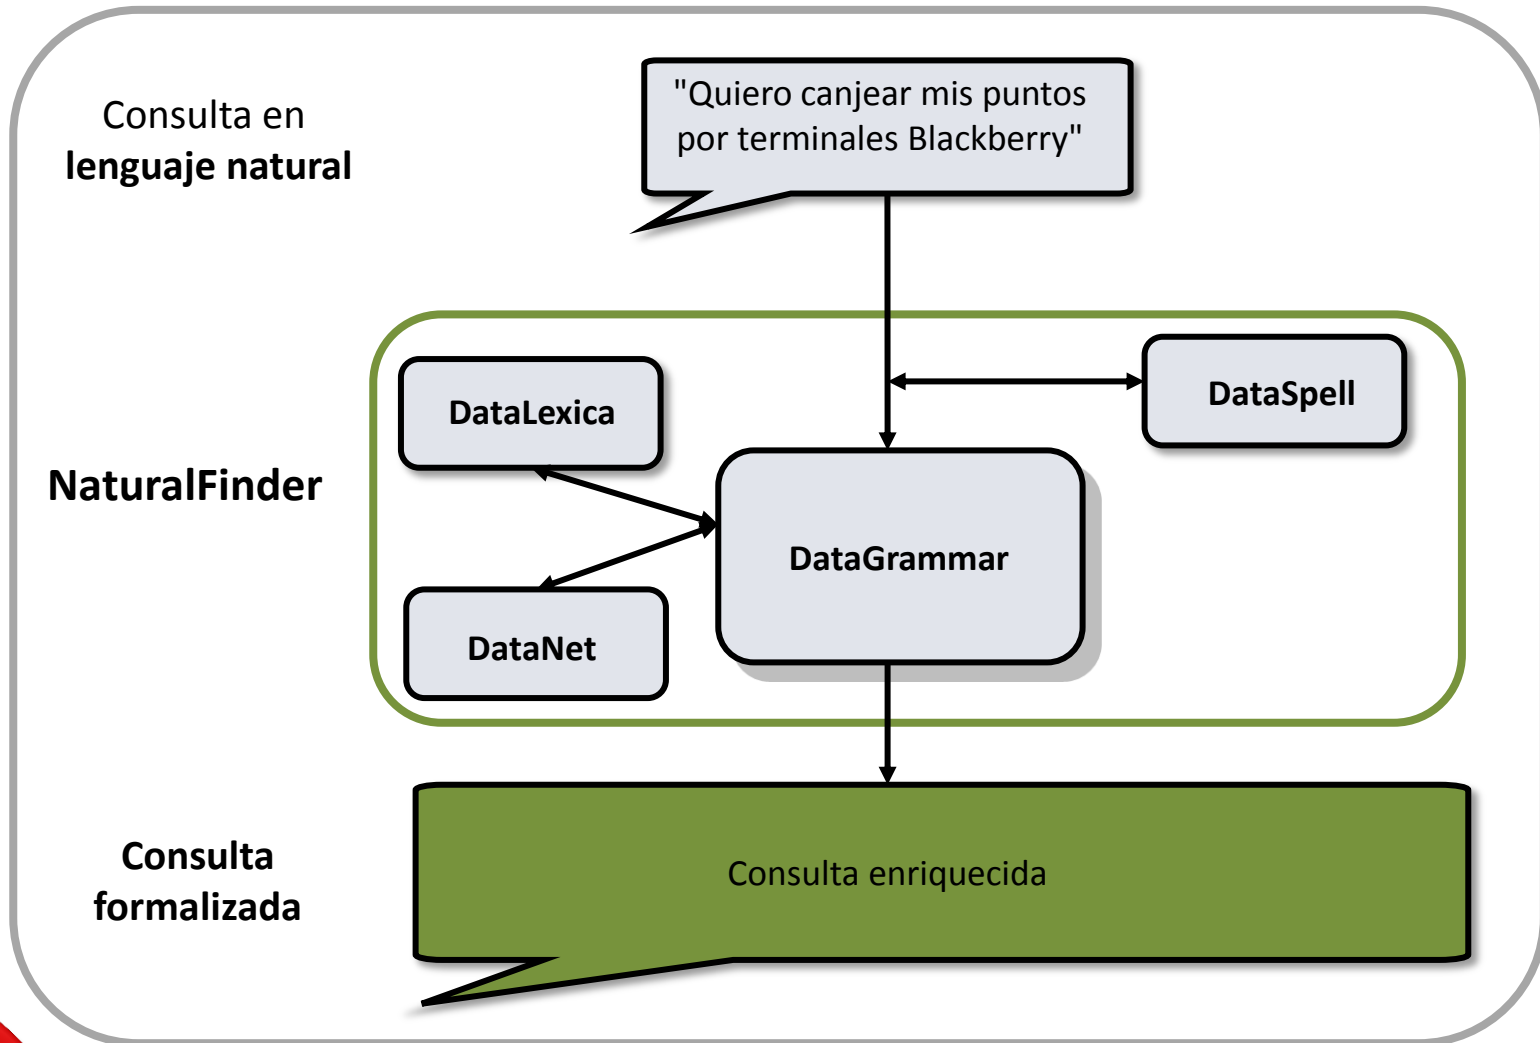 Consulta en
lenguaje natural
"Quiero canjear mis puntos
por terminales Blackberry"
NaturalFinder
DataLexica
DataSpell
DataGrammar
DataNet
Consulta
formalizada
Consulta enriquecida